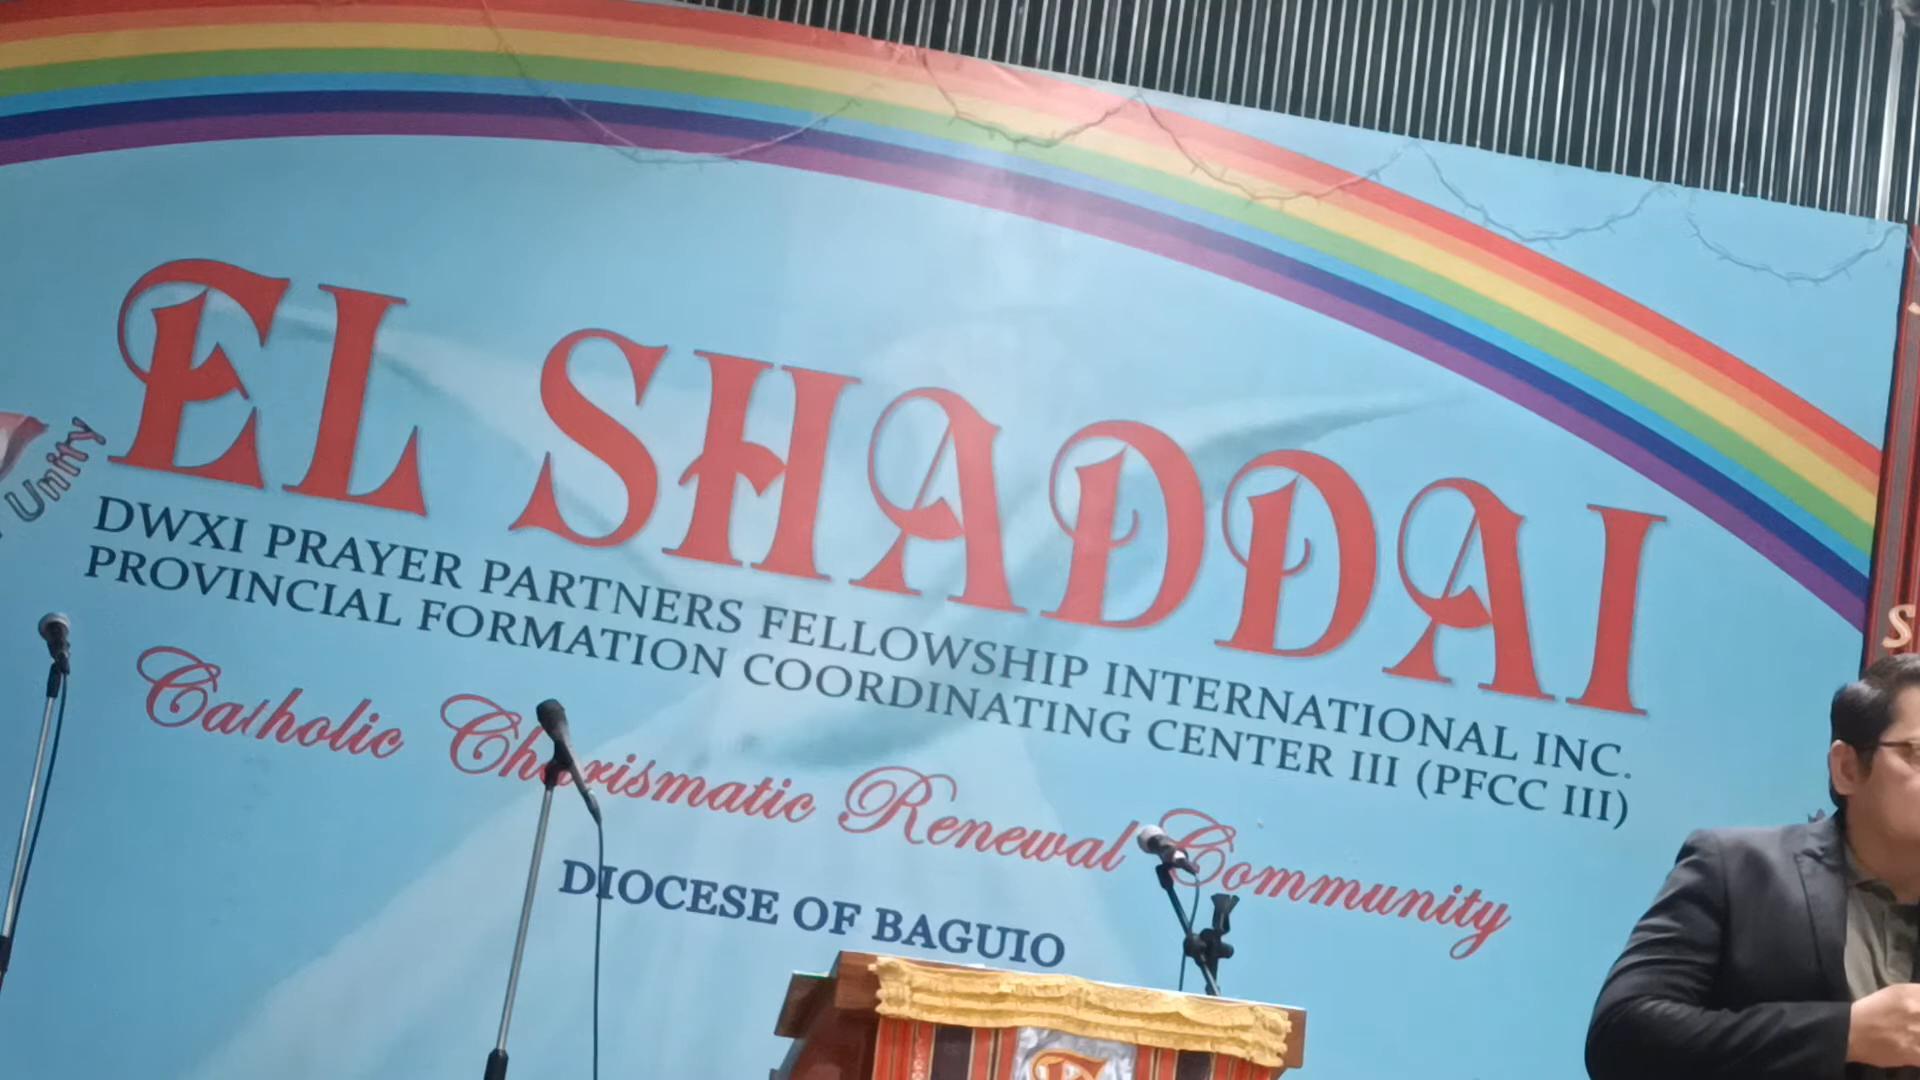 EL SHADDAI
Unity
DWXI PRAYER PARTNERS FELLOWSHIP INTERNATIONAL INC.
PROVINCIAL FORMATION COORDINATING CENTER III (PFCC III)
Catholic Charismatic Renewal Community
DIOCESE OF BAGUIO